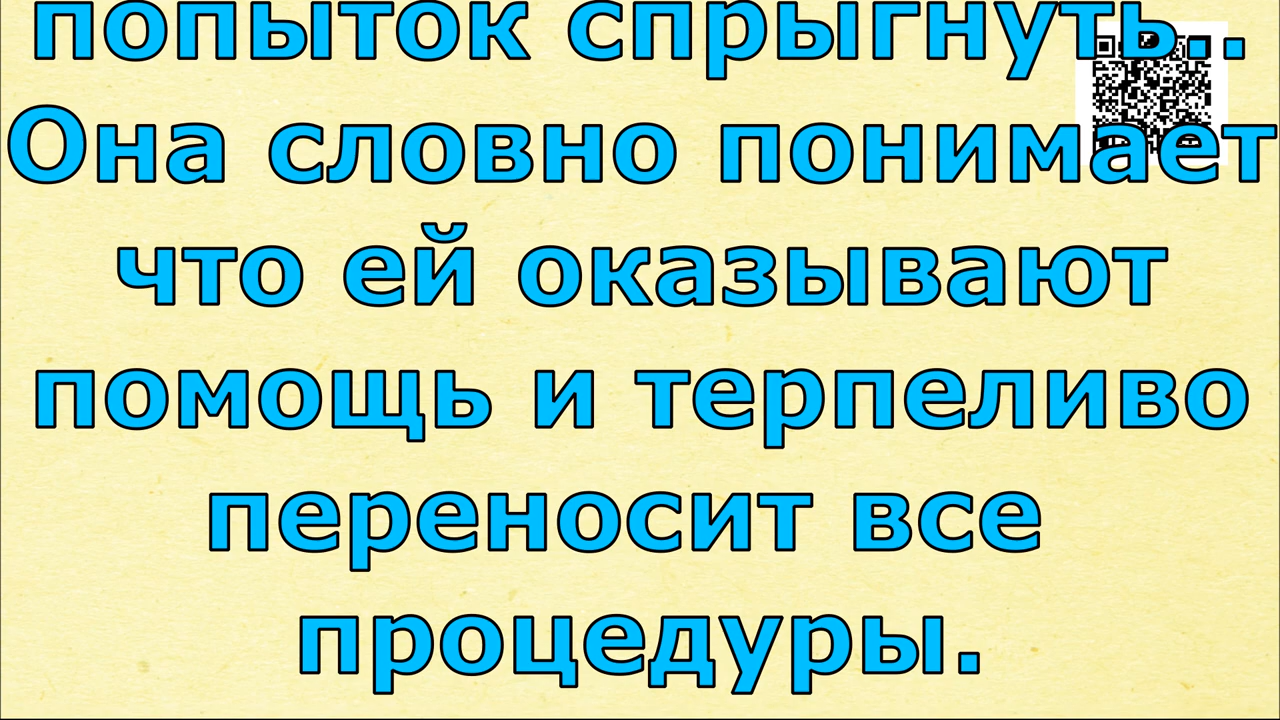 попыток спрыгнуть..
Она словно понимает
что ей оказывают
помощь и терпеливо
переносит все
процедуры.